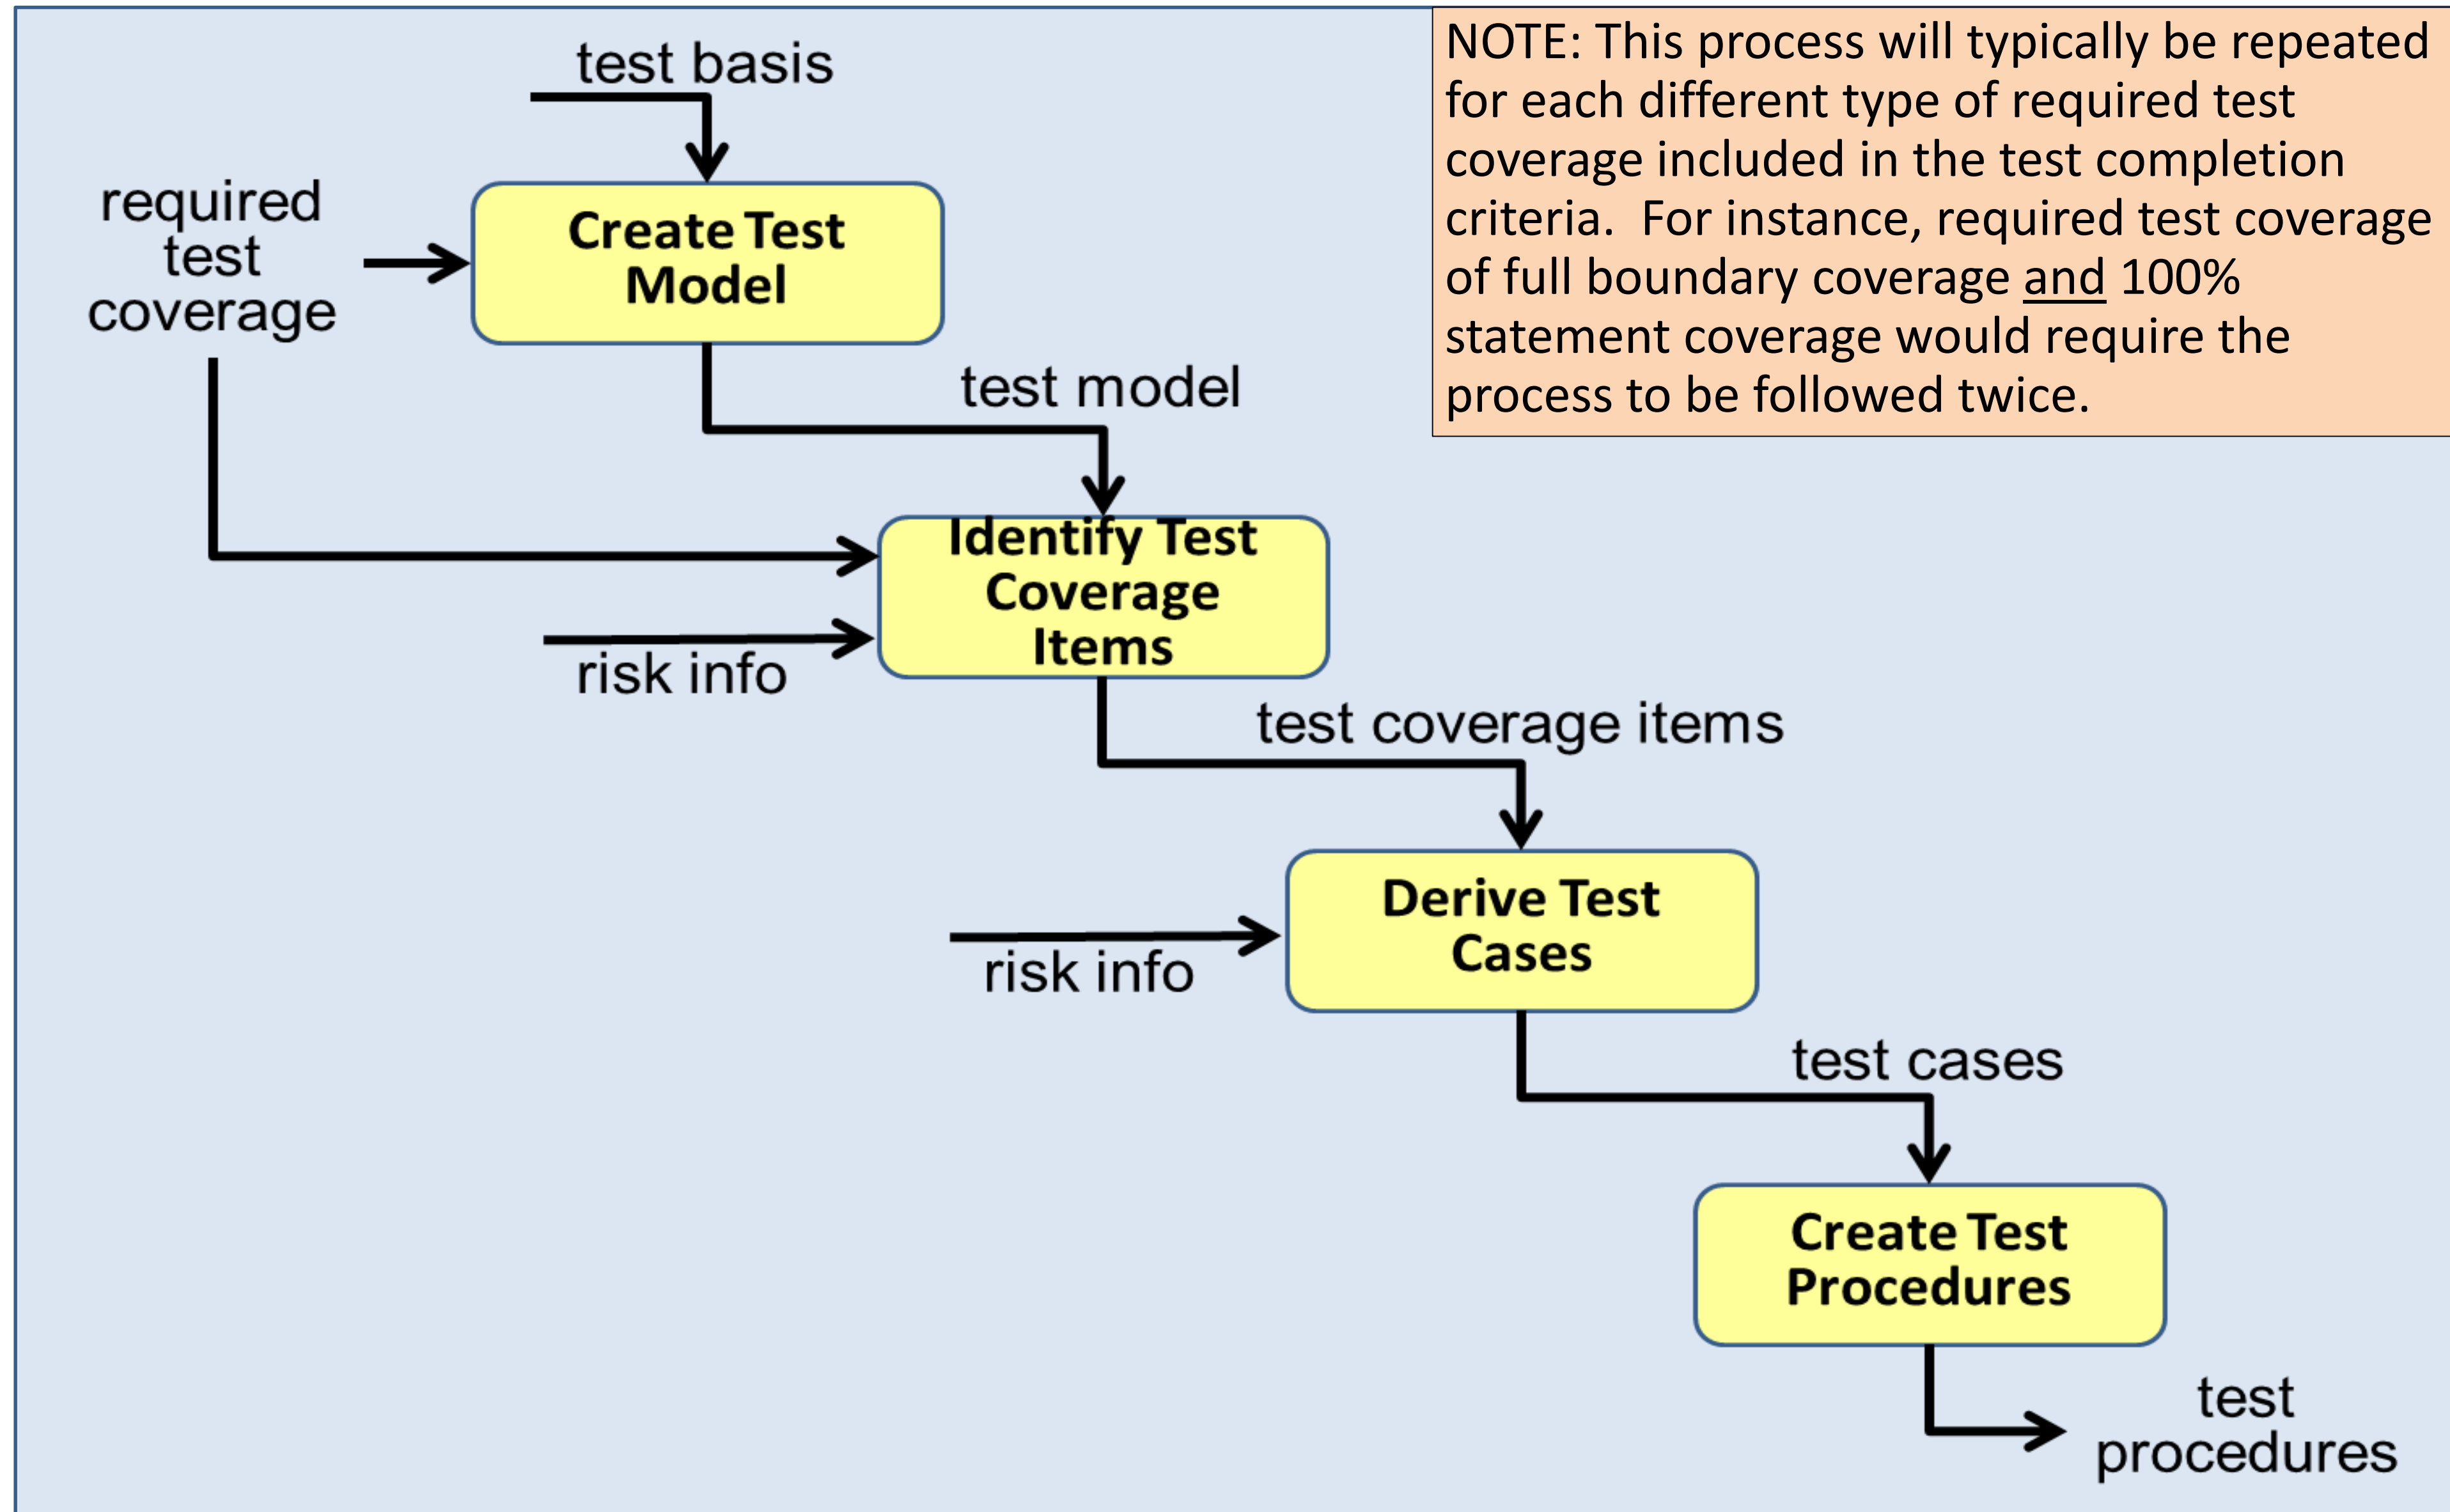 test basis
NOTE: This process will typically be repeated
for each different type of required test
coverage included in the test completion
criteria.  For instance, required test coverage
of full boundary coverage and 100%
statement coverage would require the
process to be followed twice.
required
test
coverage
Create Test
Model
test model
Identify Test
Coverage
Items
risk info
test coverage items
Derive Test
Cases
risk info
test cases
Create Test
Procedures
test
procedures